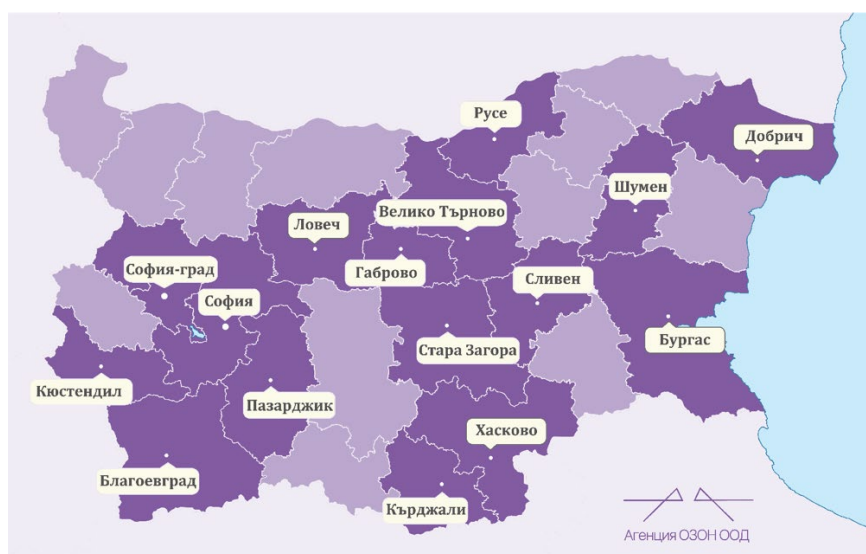 Русе
Добрич
Шумен
Велико Търново
Ловеч
София-град
Габрово
Сливен
София
Бургас
Стара Загора
Кюстендил
Пазарджик
Хасково
Благоевград
Кърджали
Агенция ОЗОН ООД